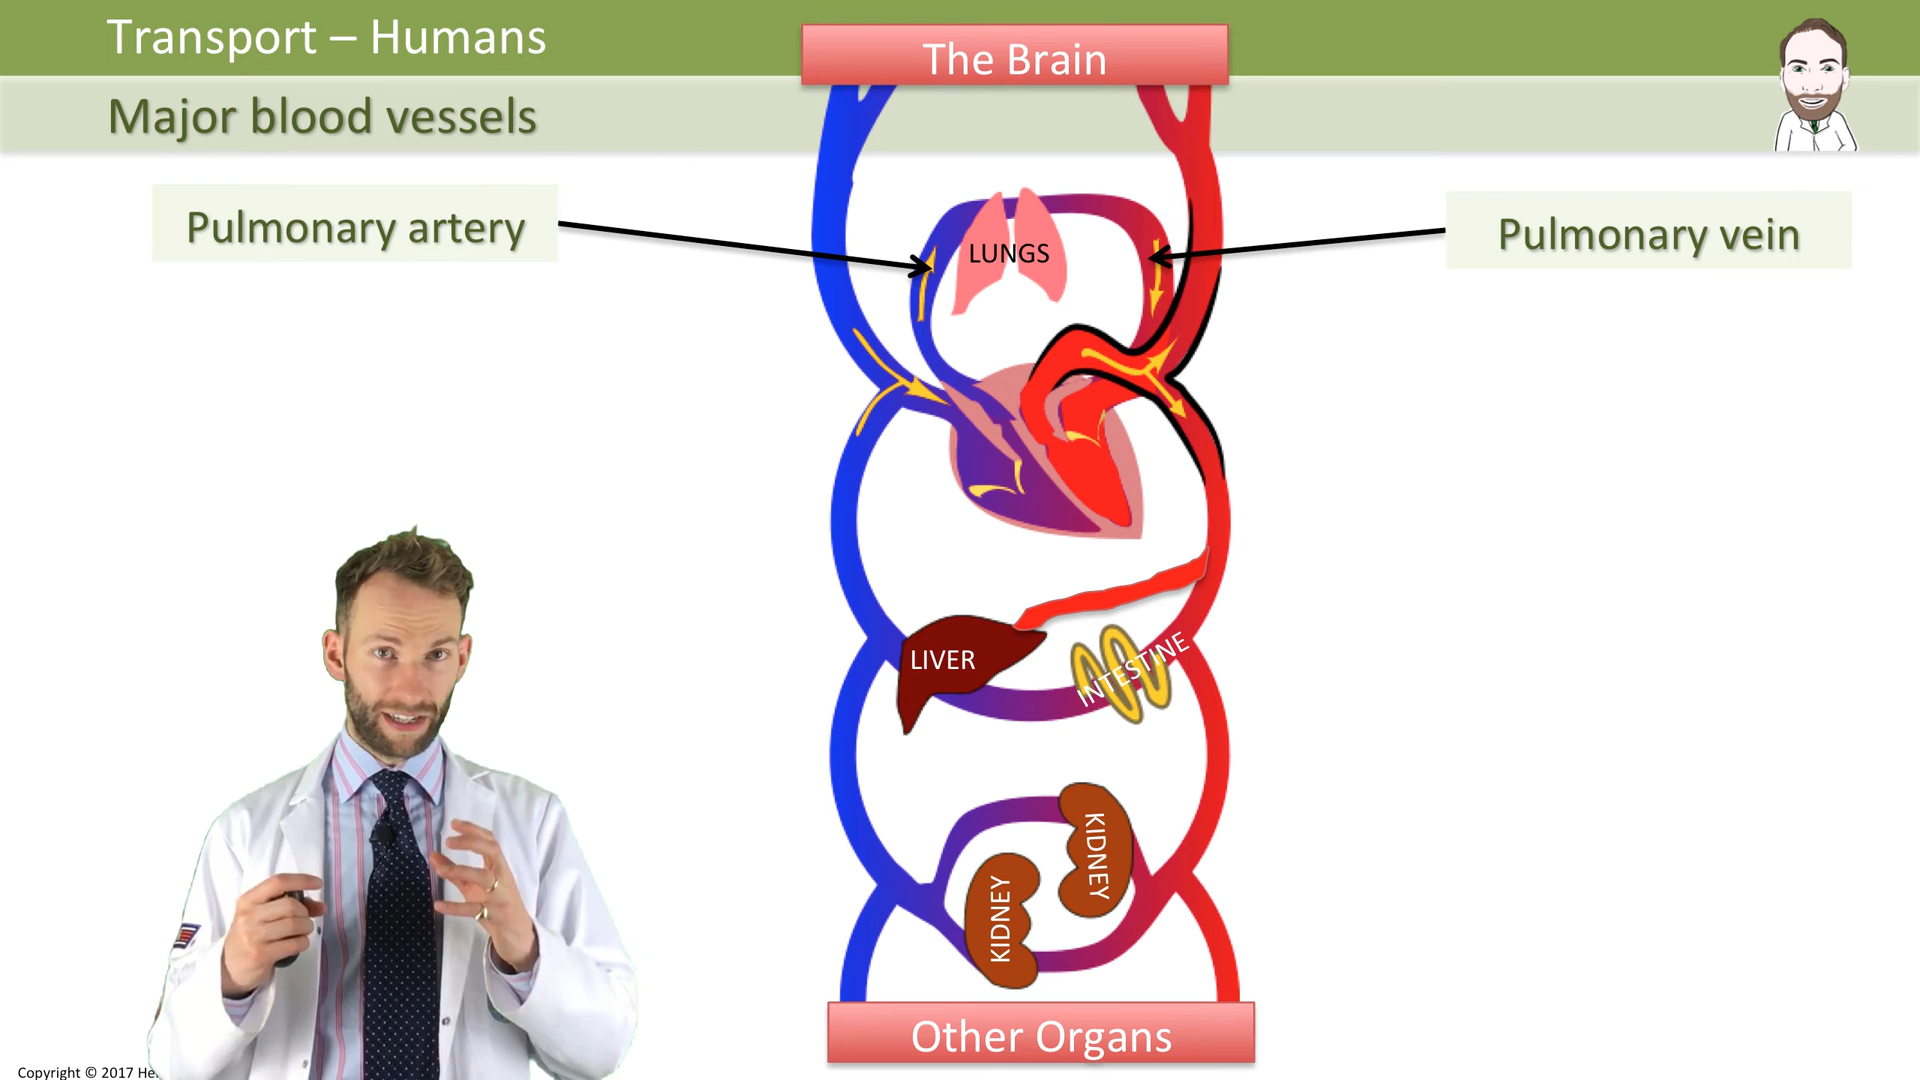 Transport – Humans
Major blood vessels
The Brain
Pulmonary artery
Pulmonary vein
LUNGS
LIVER
INTESTINE
KIDNEY
KIDNEY
Other Organs
Copyright © 2017